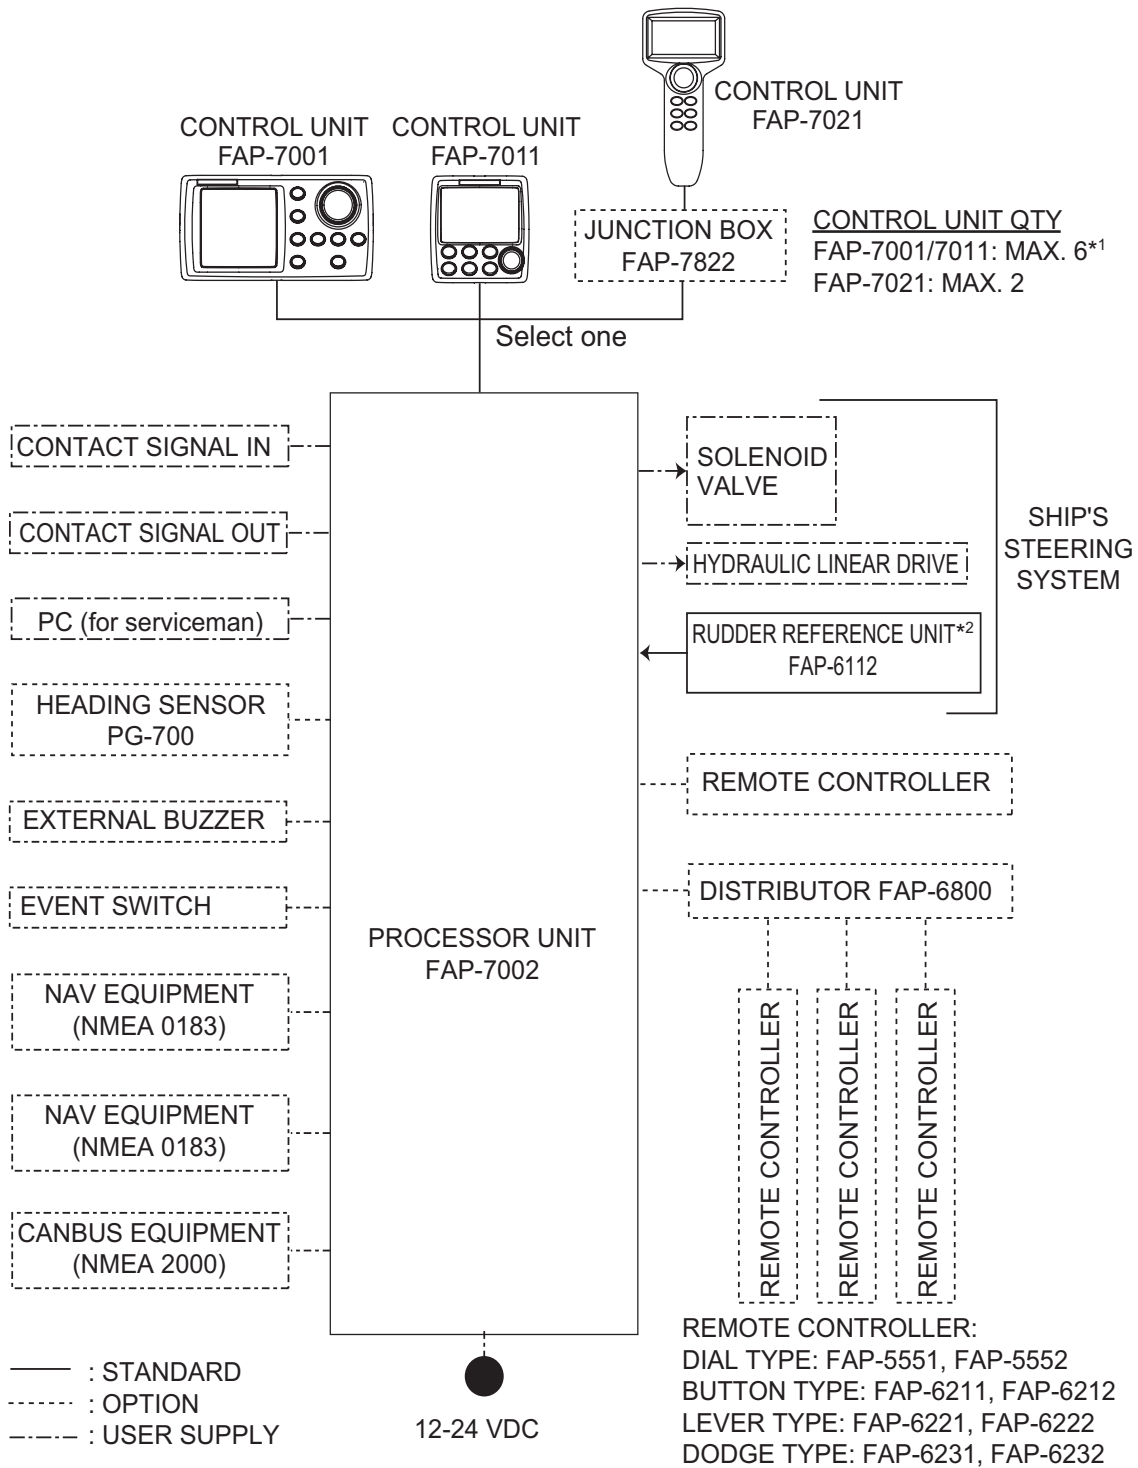 CONTROL UNIT
FAP-7021
CONTROL UNIT
FAP-7001
CONTROL UNIT
FAP-7011
JUNCTION BOX
FAP-7822
CONTROL UNIT QTY
FAP-7001/7011: MAX. 6*1
FAP-7021: MAX. 2
Select one
CONTACT SIGNAL IN
CONTACT SIGNAL OUT
PC (for serviceman)
HEADING SENSOR
PG-700
EXTERNAL BUZZER
EVENT SWITCH
NAV EQUIPMENT
(NMEA 0183)
NAV EQUIPMENT
(NMEA 0183)
CANBUS EQUIPMENT
(NMEA 2000)
PROCESSOR UNIT
FAP-7002
SOLENOID
VALVE
HYDRAULIC LINEAR DRIVE
RUDDER REFERENCE UNIT*2
FAP-6112
SHIP'S
STEERING
SYSTEM
REMOTE CONTROLLER
DISTRIBUTOR FAP-6800
REMOTE CONTROLLER
REMOTE CONTROLLER
REMOTE CONTROLLER
REMOTE CONTROLLER:
DIAL TYPE: FAP-5551, FAP-5552
BUTTON TYPE: FAP-6211, FAP-6212
LEVER TYPE: FAP-6221, FAP-6222
DODGE TYPE: FAP-6231, FAP-6232
12-24 VDC
: STANDARD
: OPTION
: USER SUPPLY